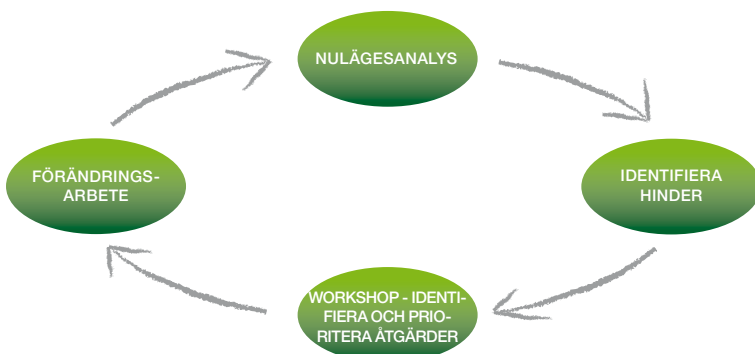 NULÄGESANALYS
IDENTIFIERA
HINDER
WORKSHOP - IDENTI-
FIERA OCH PRIO-
RITERA ÅTGÄRDER
FÖRÄNDRINGS-
ARBETE